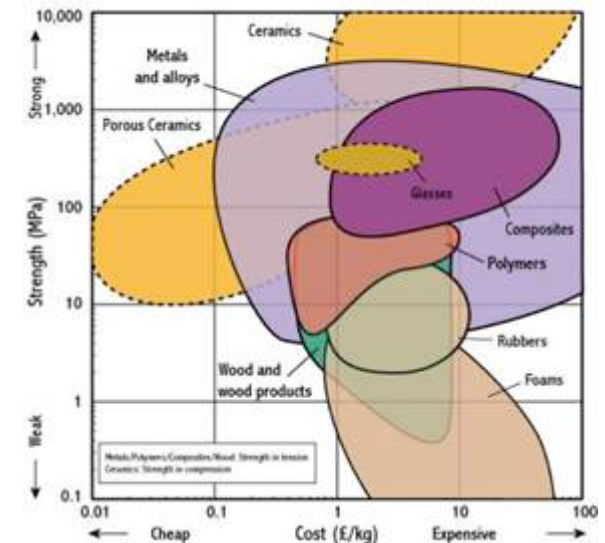 10,000
Ceramics
Metals
and alloys
Strong
1,000
Porous Ceramics
Glasses
100
Strength (MPa)
Composites
Polymers
10
Rubbers
Wood and
wood products
Foams
1
Weak
Metals/Polymers/Composites/Wood: Strength in tension
Ceramics: Strength in compression
0.1
0.01 0.1 1 10 100
Cheap Cost (£/kg) Expensive